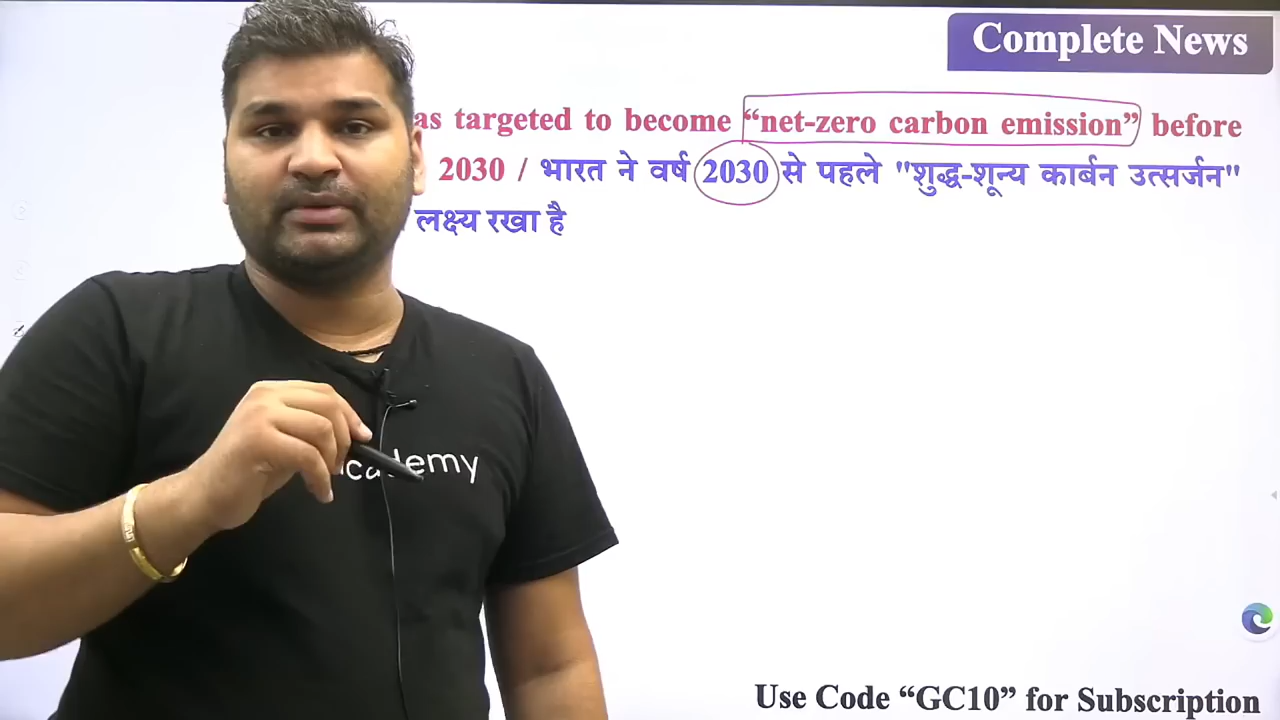 Complete News
as targeted to become “net-zero carbon emission” before
2030 / भारत ने वर्ष 2030 से पहले "शुद्ध-शून्य कार्बन उत्सर्जन"
लक्ष्य रखा है
cademy
Use Code “GC10” for Subscription